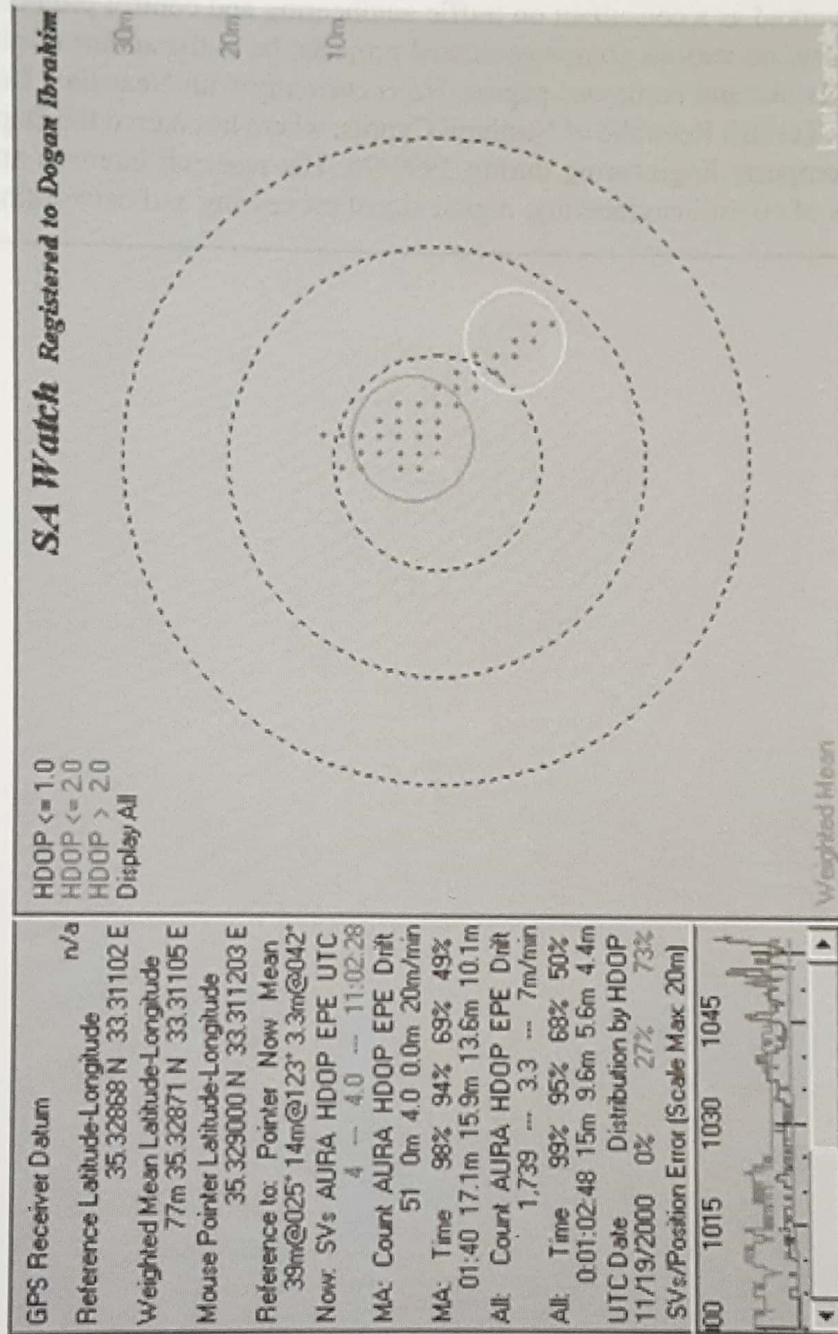 GPS Receiver Datum
n/a
Reference Latitude-Longitude
35.32868 N 33.31102 E
Weighted Mean Latitude-Longitude
77m 35.32871 N 33.31105 E
Mouse Pointer Latitude-Longitude
35.329000 N 33.311203 E
Reference to: Pointer Now Mean
39m@025° 14m@123° 3.3m@042°
Now: SVs AURA HDOP EPE UTC
4 --- 4.0 --- 11:02:28
MA: Count AURA HDOP EPE Drift
51 0m 4.0 0.0m 20m/min
MA: Time 98% 94% 69% 49%
01:40 17.1m 15.9m 13.6m 10.1m
All: Count AURA HDOP EPE Drift
1,739 --- 3.3 --- 7m/min
All: Time 99% 95% 68% 50%
0:01:02:48 15m 9.6m 5.6m 4.4m
UTC Date Distribution by HDOP
11/19/2000 0% 27% 73%
SVs/Position Error (Scale Max: 20m)
00 1015 1030 1045
HDOP <= 1.0
HDOP <= 2.0
HDOP > 2.0
Display All
SA Watch Registered to Dogan Ibrahim
30m
20m
10m
Weighted Mean